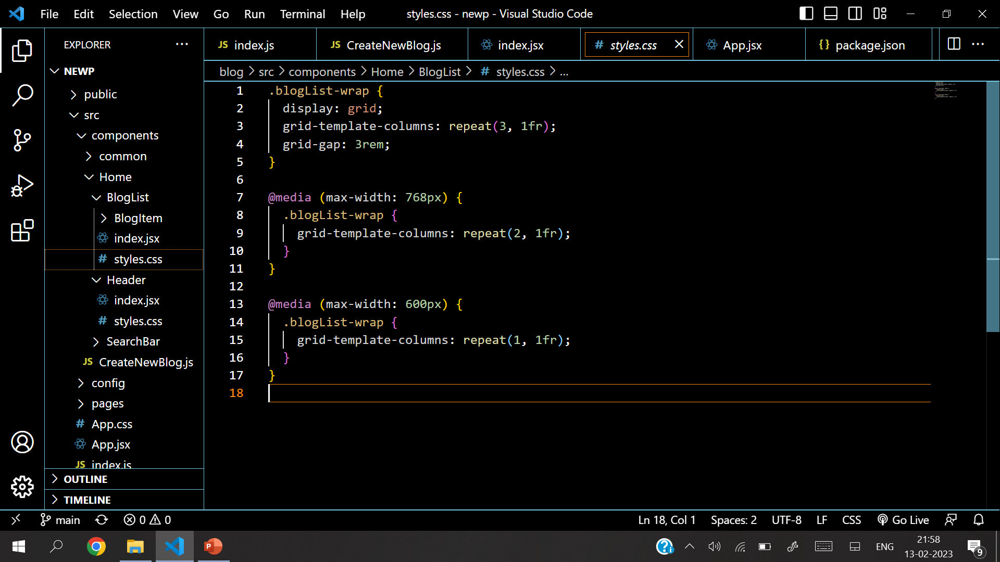 File Edit Selection View Go Run Terminal Help
styles.css - newp - Visual Studio Code
EXPLORER
NEWP
public
src
components
common
Home
BlogList
BlogItem
index.jsx
styles.css
Header
index.jsx
styles.css
SearchBar
JS CreateNewBlog.js
config
pages
App.css
App.jsx
JS index.js
OUTLINE
TIMELINE
JS index.js
JS CreateNewBlog.js
index.jsx
# styles.css
App.jsx
{} package.json
blog > src > components > Home > BlogList > # styles.css > ...
1 .blogList-wrap {
2 display: grid;
3 grid-template-columns: repeat(3, 1fr);
4 grid-gap: 3rem;
5 }
6
7 @media (max-width: 768px) {
8 .blogList-wrap {
9 grid-template-columns: repeat(2, 1fr);
10 }
11 }
12
13 @media (max-width: 600px) {
14 .blogList-wrap {
15 grid-template-columns: repeat(1, 1fr);
16 }
17 }
18
main 0 0
Ln 18, Col 1 Spaces: 2 UTF-8 LF CSS Go Live
ENG
21:58
13-02-2023
9